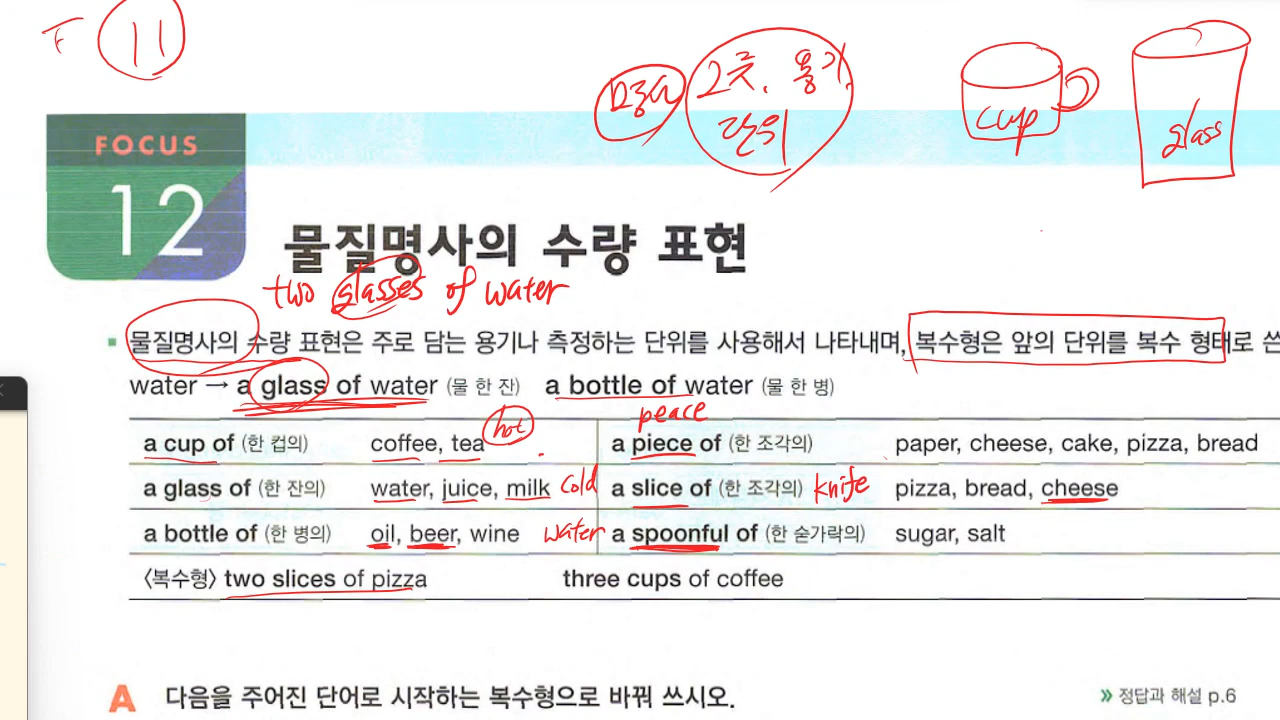 F 11
그릇, 용기,
단위
cup
glass
FOCUS
12
물질명사의 수량 표현
two glasses of water
물질명사의 수량 표현은 주로 담는 용기나 측정하는 단위를 사용해서 나타내며, 복수형은 앞의 단위를 복수 형태로 쓴
water → a glass of water (물 한 잔) a bottle of water (물 한 병)
peace
a cup of (한 컵의) coffee, tea hot a piece of (한 조각의) paper, cheese, cake, pizza, bread
a glass of (한 잔의) water, juice, milk cold a slice of (한 조각의) knife pizza, bread, cheese
a bottle of (한 병의) oil, beer, wine water a spoonful of (한 숟가락의) sugar, salt
〈복수형〉 two slices of pizza three cups of coffee
A 다음을 주어진 단어로 시작하는 복수형으로 바꿔 쓰시오.
» 정답과 해설 p.6